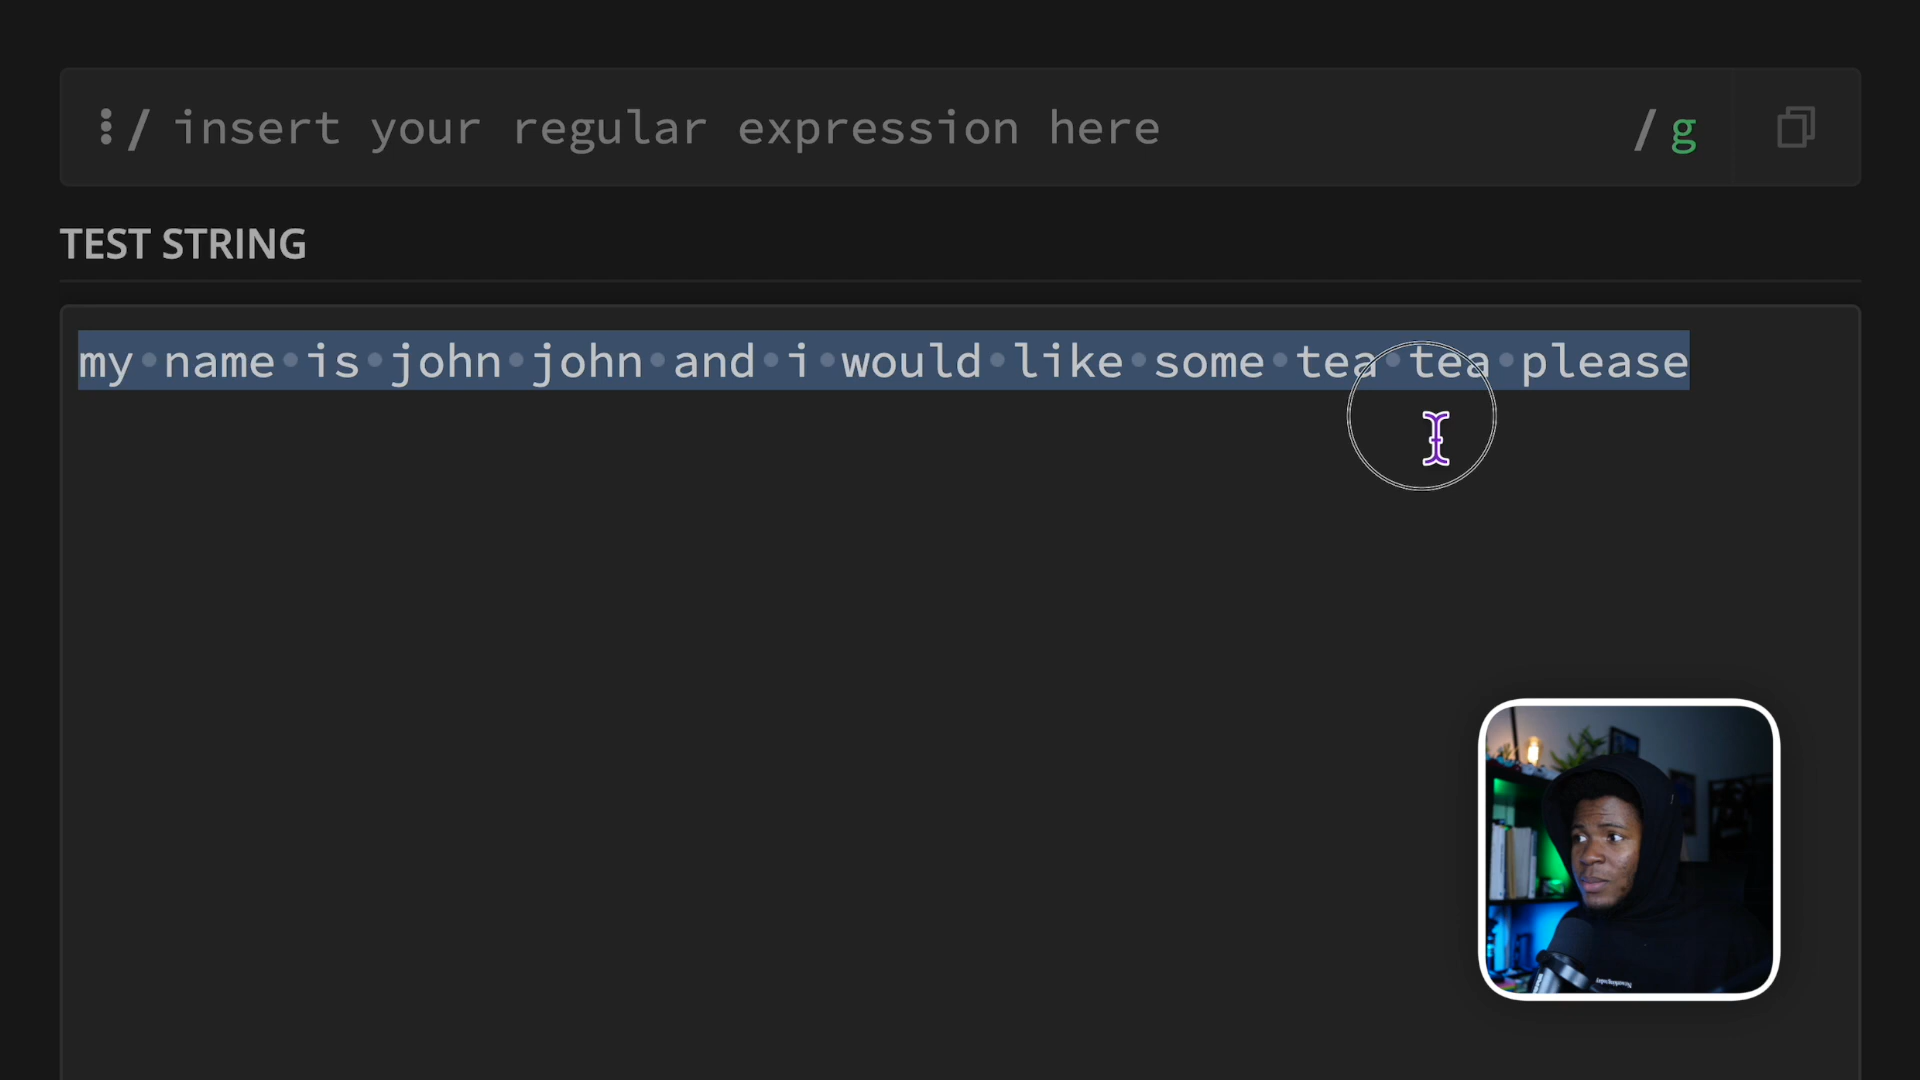 / insert your regular expression here / g
TEST STRING
my name is john john and i would like some tea tea please